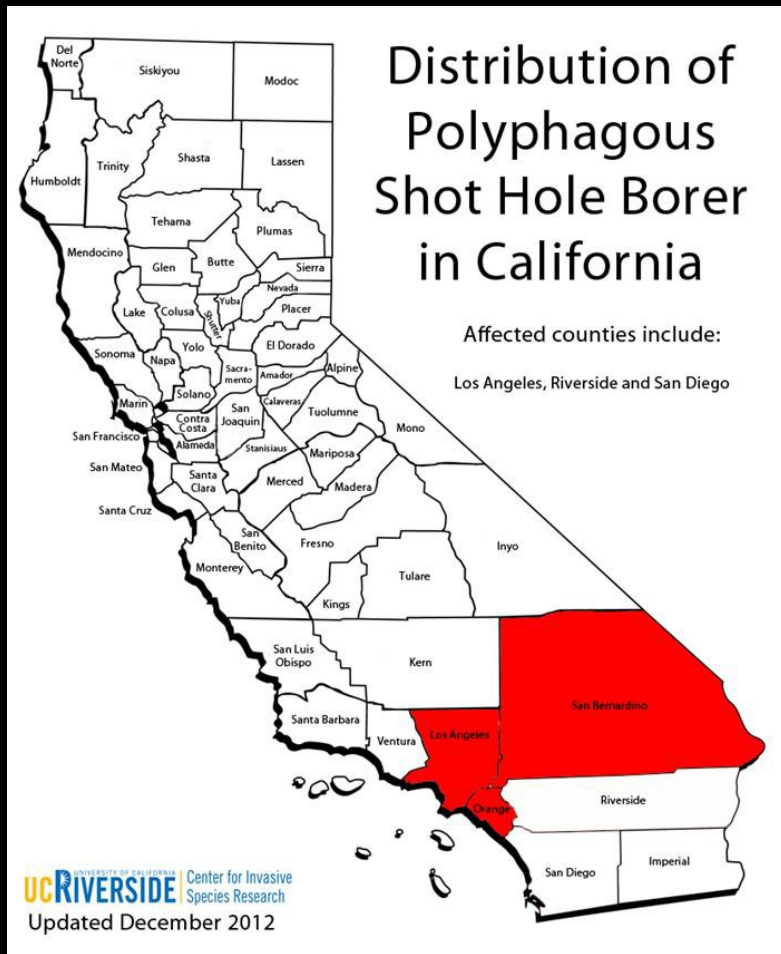 Distribution of
Polyphagous
Shot Hole Borer
in California
Affected counties include:
Los Angeles, Riverside and San Diego
Del
Norte
Siskiyou
Modoc
Humboldt
Trinity
Shasta
Lassen
Tehama
Plumas
Mendocino
Glen
Butte
Sierra
Nevada
Yuba
Placer
Lake
Colusa
Shutter
El Dorado
Sonoma
Napa
Yolo
Sacra-
mento
Amador
Alpine
Solano
Marin
Calaveras
Tuolumne
Mono
San
Joaquin
Contra
Costa
San Francisco
Alameda
Stanisiaus
Mariposa
San Mateo
Santa
Clara
Merced
Madera
Santa Cruz
San
Benito
Fresno
Inyo
Monterey
Tulare
Kings
San Luis
Obispo
Kern
Santa Barbara
Ventura
Los Angeles
San Bernardino
Orange
Riverside
San Diego
Imperial
UNIVERSITY OF CALIFORNIA
UCRIVERSIDE
Center for Invasive
Species Research
Updated December 2012